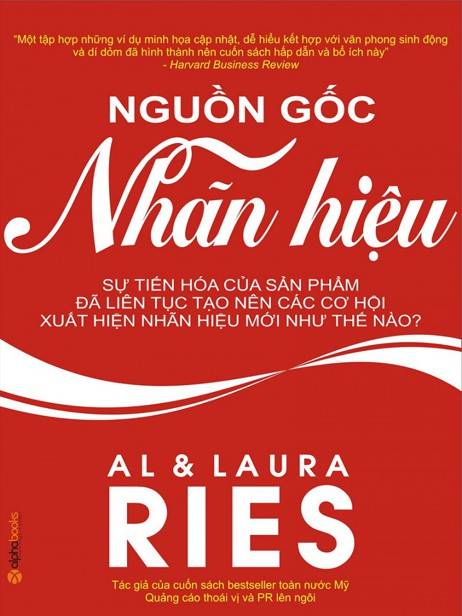 "Một tập hợp những ví dụ minh họa cập nhật, dễ hiểu kết hợp với văn phong sinh động
và dí dỏm đã hình thành nên cuốn sách hấp dẫn và bổ ích này"
- Harvard Business Review
NGUỒN GỐC
Nhãn hiệu
SỰ TIẾN HÓA CỦA SẢN PHẨM
ĐÃ LIÊN TỤC TẠO NÊN CÁC CƠ HỘI
XUẤT HIỆN NHÃN HIỆU MỚI NHƯ THẾ NÀO?
AL & LAURA
RIES
alphabooks
Tác giả của cuốn sách bestseller toàn nước Mỹ
Quảng cáo thoái vị và PR lên ngôi